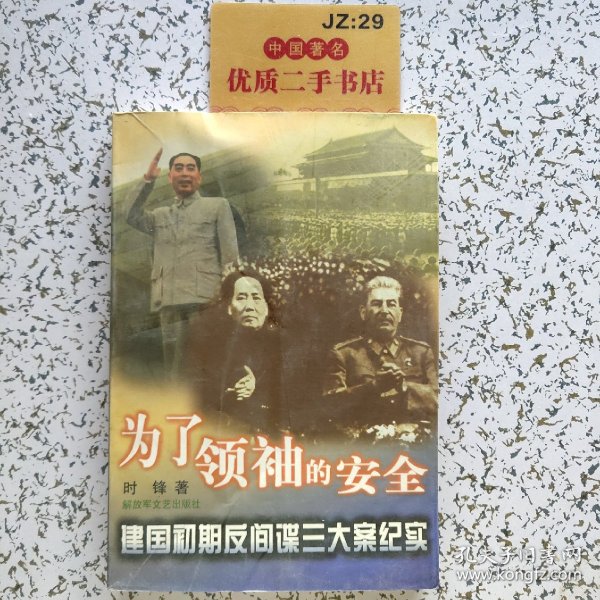 JZ:29
中国著名
优质二手书店
为了领袖的安全
时锋著
解放军文艺出版社
建国初期反间谍三大案纪实
孔夫子旧书网
www.kongfz.com